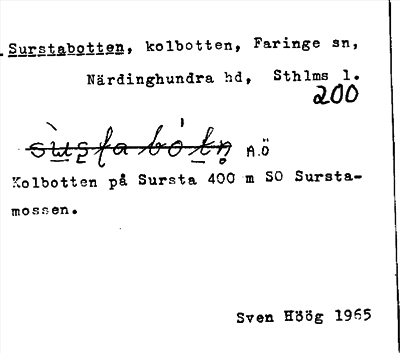 Surstabotten, kolbotten, Faringe sn,
Närdinghundra hd, Sthlms l.
200
A.Ö
Kolbotten på Sursta 400 m SO Sursta-
mossen.
Sven Höög 1965